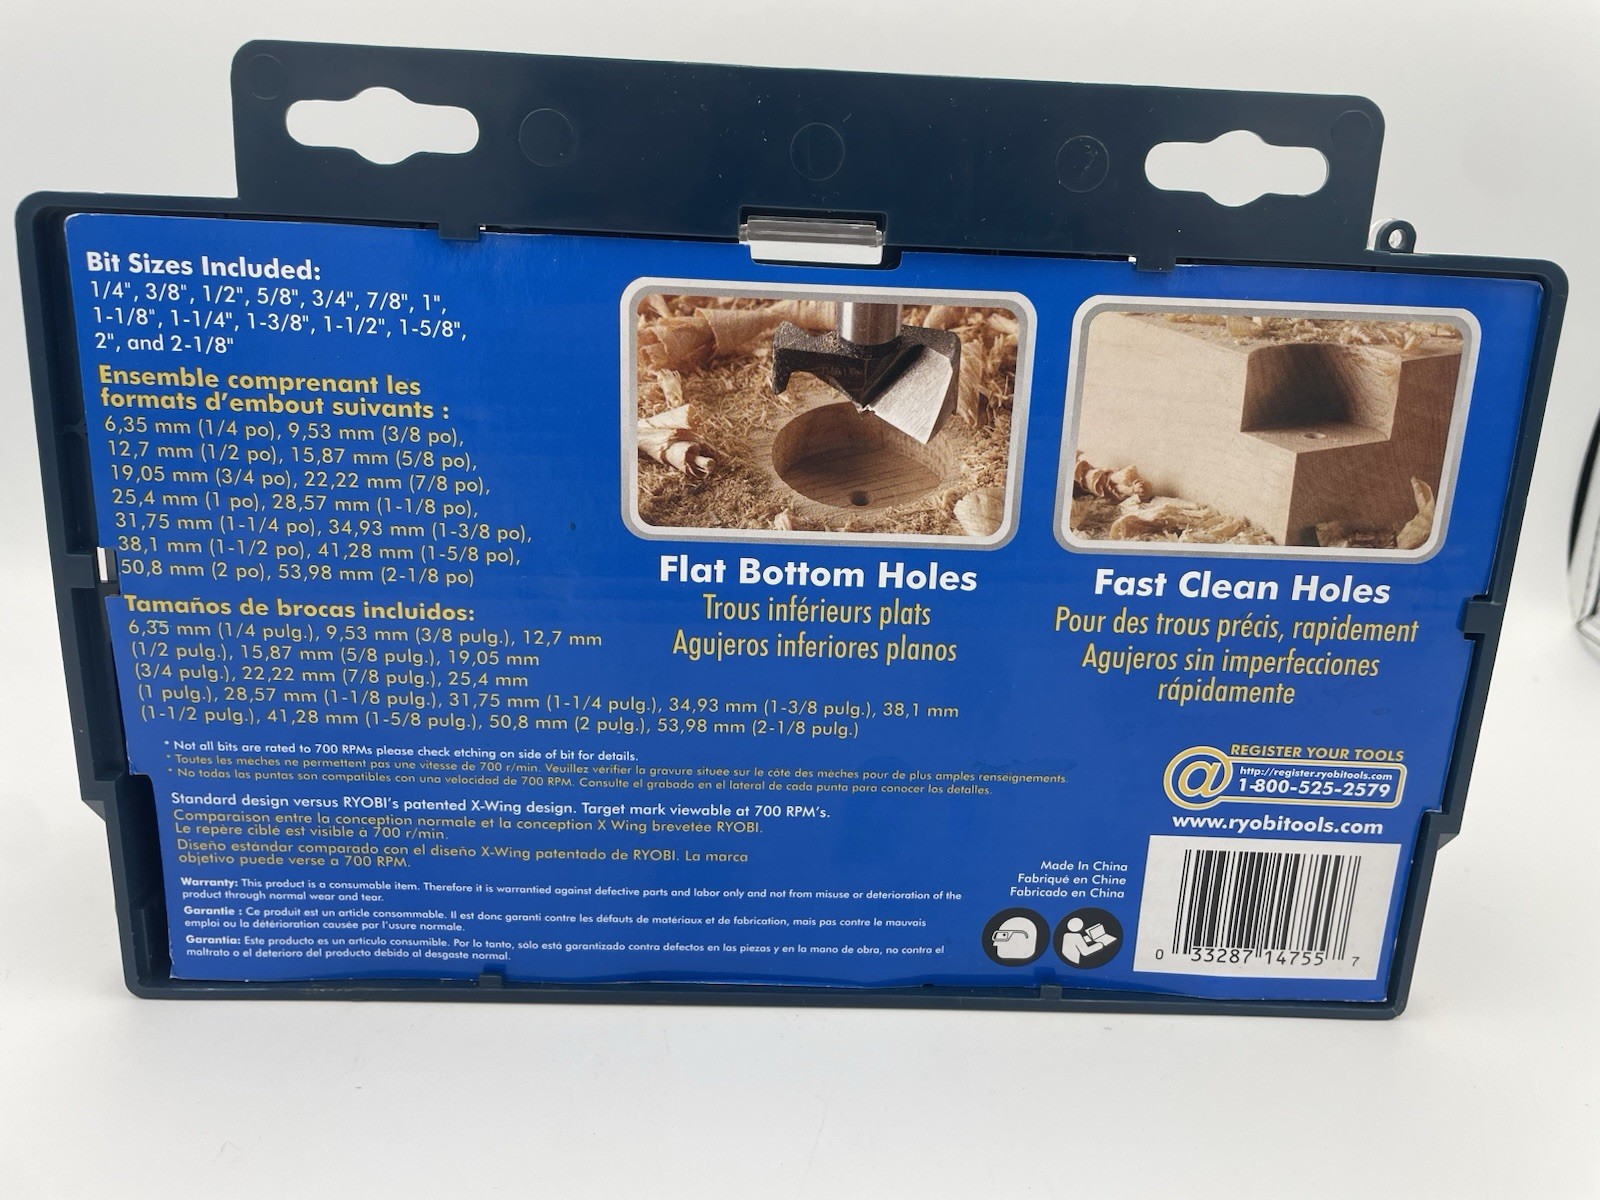 Bit Sizes Included:
1/4", 3/8", 1/2", 5/8", 3/4", 7/8", 1",
1-1/8", 1-1/4", 1-3/8", 1-1/2", 1-5/8",
2", and 2-1/8"
Ensemble comprenant les
formats d'embout suivants :
6,35 mm (1/4 po), 9,53 mm (3/8 po),
12,7 mm (1/2 po), 15,87 mm (5/8 po),
19,05 mm (3/4 po), 22,22 mm (7/8 po),
25,4 mm (1 po), 28,57 mm (1-1/8 po),
31,75 mm (1-1/4 po), 34,93 mm (1-3/8 po),
38,1 mm (1-1/2 po), 41,28 mm (1-5/8 po),
50,8 mm (2 po), 53,98 mm (2-1/8 po)
Tamaños de brocas incluidos:
6,35 mm (1/4 pulg.), 9,53 mm (3/8 pulg.), 12,7 mm
(1/2 pulg.), 15,87 mm (5/8 pulg.), 19,05 mm
(3/4 pulg.), 22,22 mm (7/8 pulg.), 25,4 mm
(1 pulg.), 28,57 mm (1-1/8 pulg.), 31,75 mm (1-1/4 pulg.), 34,93 mm (1-3/8 pulg.), 38,1 mm
(1-1/2 pulg.), 41,28 mm (1-5/8 pulg.), 50,8 mm (2 pulg.), 53,98 mm (2-1/8 pulg.)
Flat Bottom Holes
Trous inférieurs plats
Agujeros inferiores planos
Fast Clean Holes
Pour des trous précis, rapidement
Agujeros sin imperfecciones
rápidamente
* Not all bits are rated to 700 RPMs please check etching on side of bit for details.
* Toutes les mèches ne permettent pas une vitesse de 700 r/min. Veuillez vérifier la gravure située sur le côté des mèches pour de plus amples renseignements.
* No todas las puntas son compatibles con una velocidad de 700 RPM. Consulte el grabado en el lateral de cada punta para conocer los detalles.
Standard design versus RYOBI's patented X-Wing design. Target mark viewable at 700 RPM's.
Comparaison entre la conception normale et la conception X Wing brevetée RYOBI.
Le repère ciblé est visible à 700 r/min.
Diseño estándar comparado con el diseño X-Wing patentado de RYOBI. La marca
objetivo puede verse a 700 RPM.
Warranty: This product is a consumable item. Therefore it is warrantied against defective parts and labor only and not from misuse or deterioration of the
product through normal wear and tear.
Garantie : Ce produit est un article consommable. Il est donc garanti contre les défauts de matériaux et de fabrication, mais pas contre le mauvais
emploi ou la détérioration causée par l'usure normale.
Garantía: Este producto es un artículo consumible. Por lo tanto, sólo está garantizado contra defectos en las piezas y en la mano de obra, no contra el
maltrato o el deterioro del producto debido al desgaste normal.
REGISTER YOUR TOOLS
@
http://register.ryobitools.com
1-800-525-2579
www.ryobitools.com
Made In China
Fabriqué en Chine
Fabricado en China
0 33287 14755 7